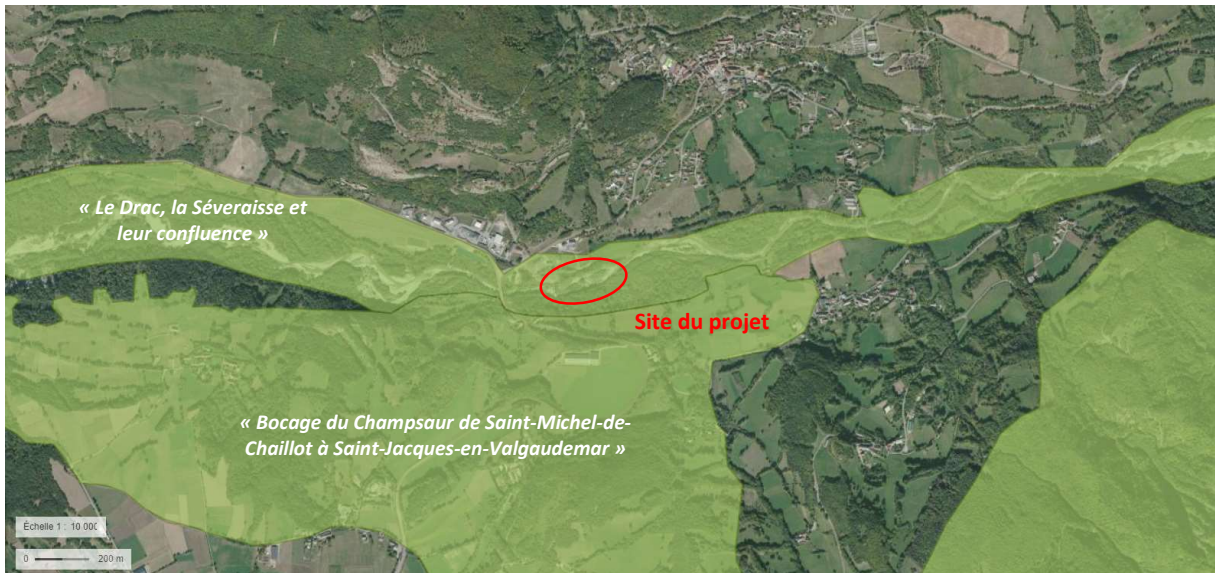 « Le Drac, la Séveraisse et
leur confluence »
Site du projet
« Bocage du Champsaur de Saint-Michel-de-
Chaillot à Saint-Jacques-en-Valgaudemar »
Échelle 1 : 10 000
0 200 m